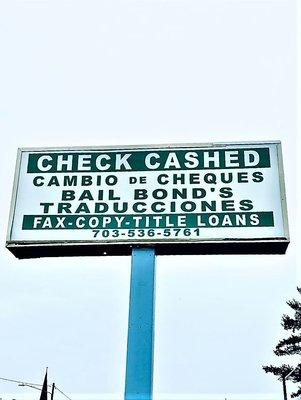 CHECK CASHED
CAMBIO DE CHEQUES
BAIL BOND'S
TRADUCCIONES
FAX-COPY-TITLE LOANS
703-536-5761